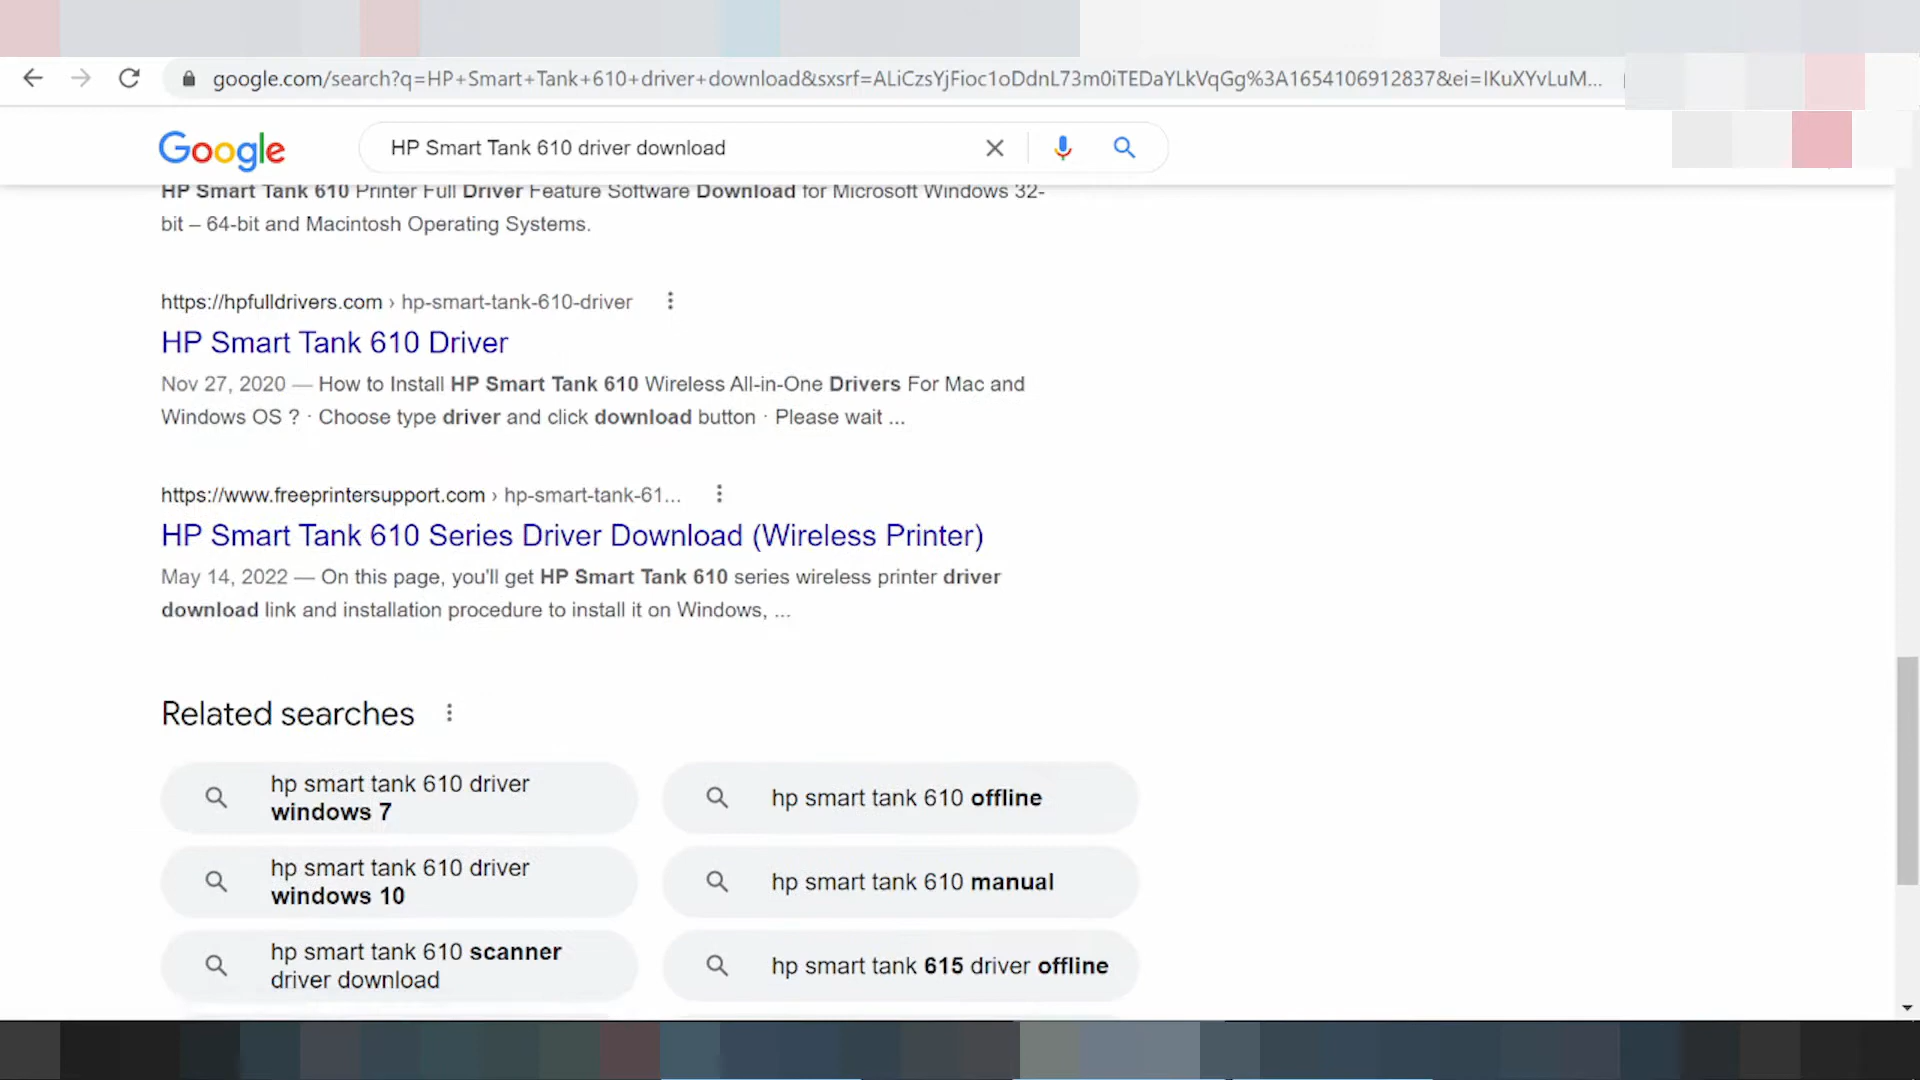 google.com/search?q=HP+Smart+Tank+610+driver+download&sxsrf=ALiCzsYjFioc1oDdnL73m0iTEDaYLkVqGg%3A1654106912837&ei=IKuXYvLuM...
Google
HP Smart Tank 610 driver download
HP Smart Tank 610 Printer Full Driver Feature Software Download for Microsoft Windows 32-
bit – 64-bit and Macintosh Operating Systems.
https://hpfulldrivers.com › hp-smart-tank-610-driver
HP Smart Tank 610 Driver
Nov 27, 2020 — How to Install HP Smart Tank 610 Wireless All-in-One Drivers For Mac and
Windows OS ? · Choose type driver and click download button · Please wait ...
https://www.freeprintersupport.com › hp-smart-tank-61...
HP Smart Tank 610 Series Driver Download (Wireless Printer)
May 14, 2022 — On this page, you'll get HP Smart Tank 610 series wireless printer driver
download link and installation procedure to install it on Windows, ...
Related searches
hp smart tank 610 driver
windows 7
hp smart tank 610 offline
hp smart tank 610 driver
windows 10
hp smart tank 610 manual
hp smart tank 610 scanner
driver download
hp smart tank 615 driver offline